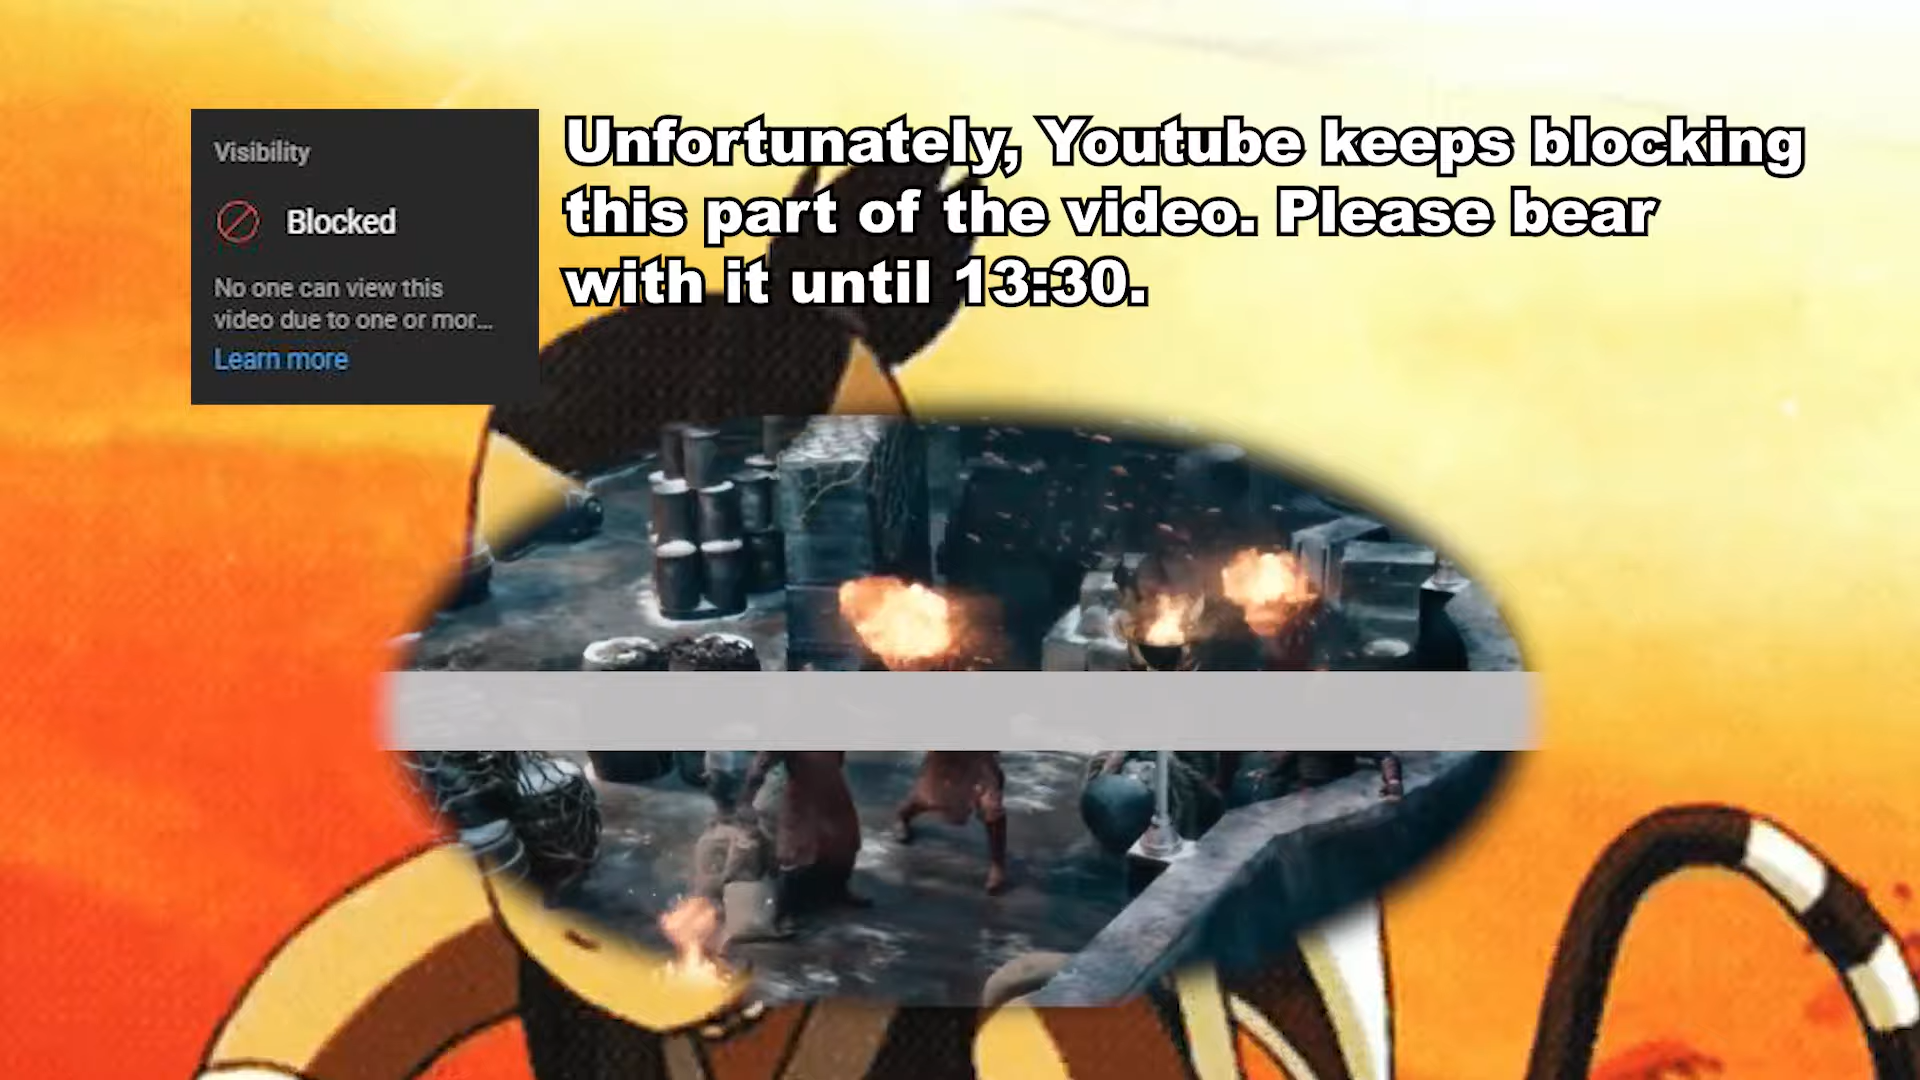 Visibility
Blocked
No one can view this
video due to one or mor...
Learn more
Unfortunately, Youtube keeps blocking
this part of the video. Please bear
with it until 13:30.